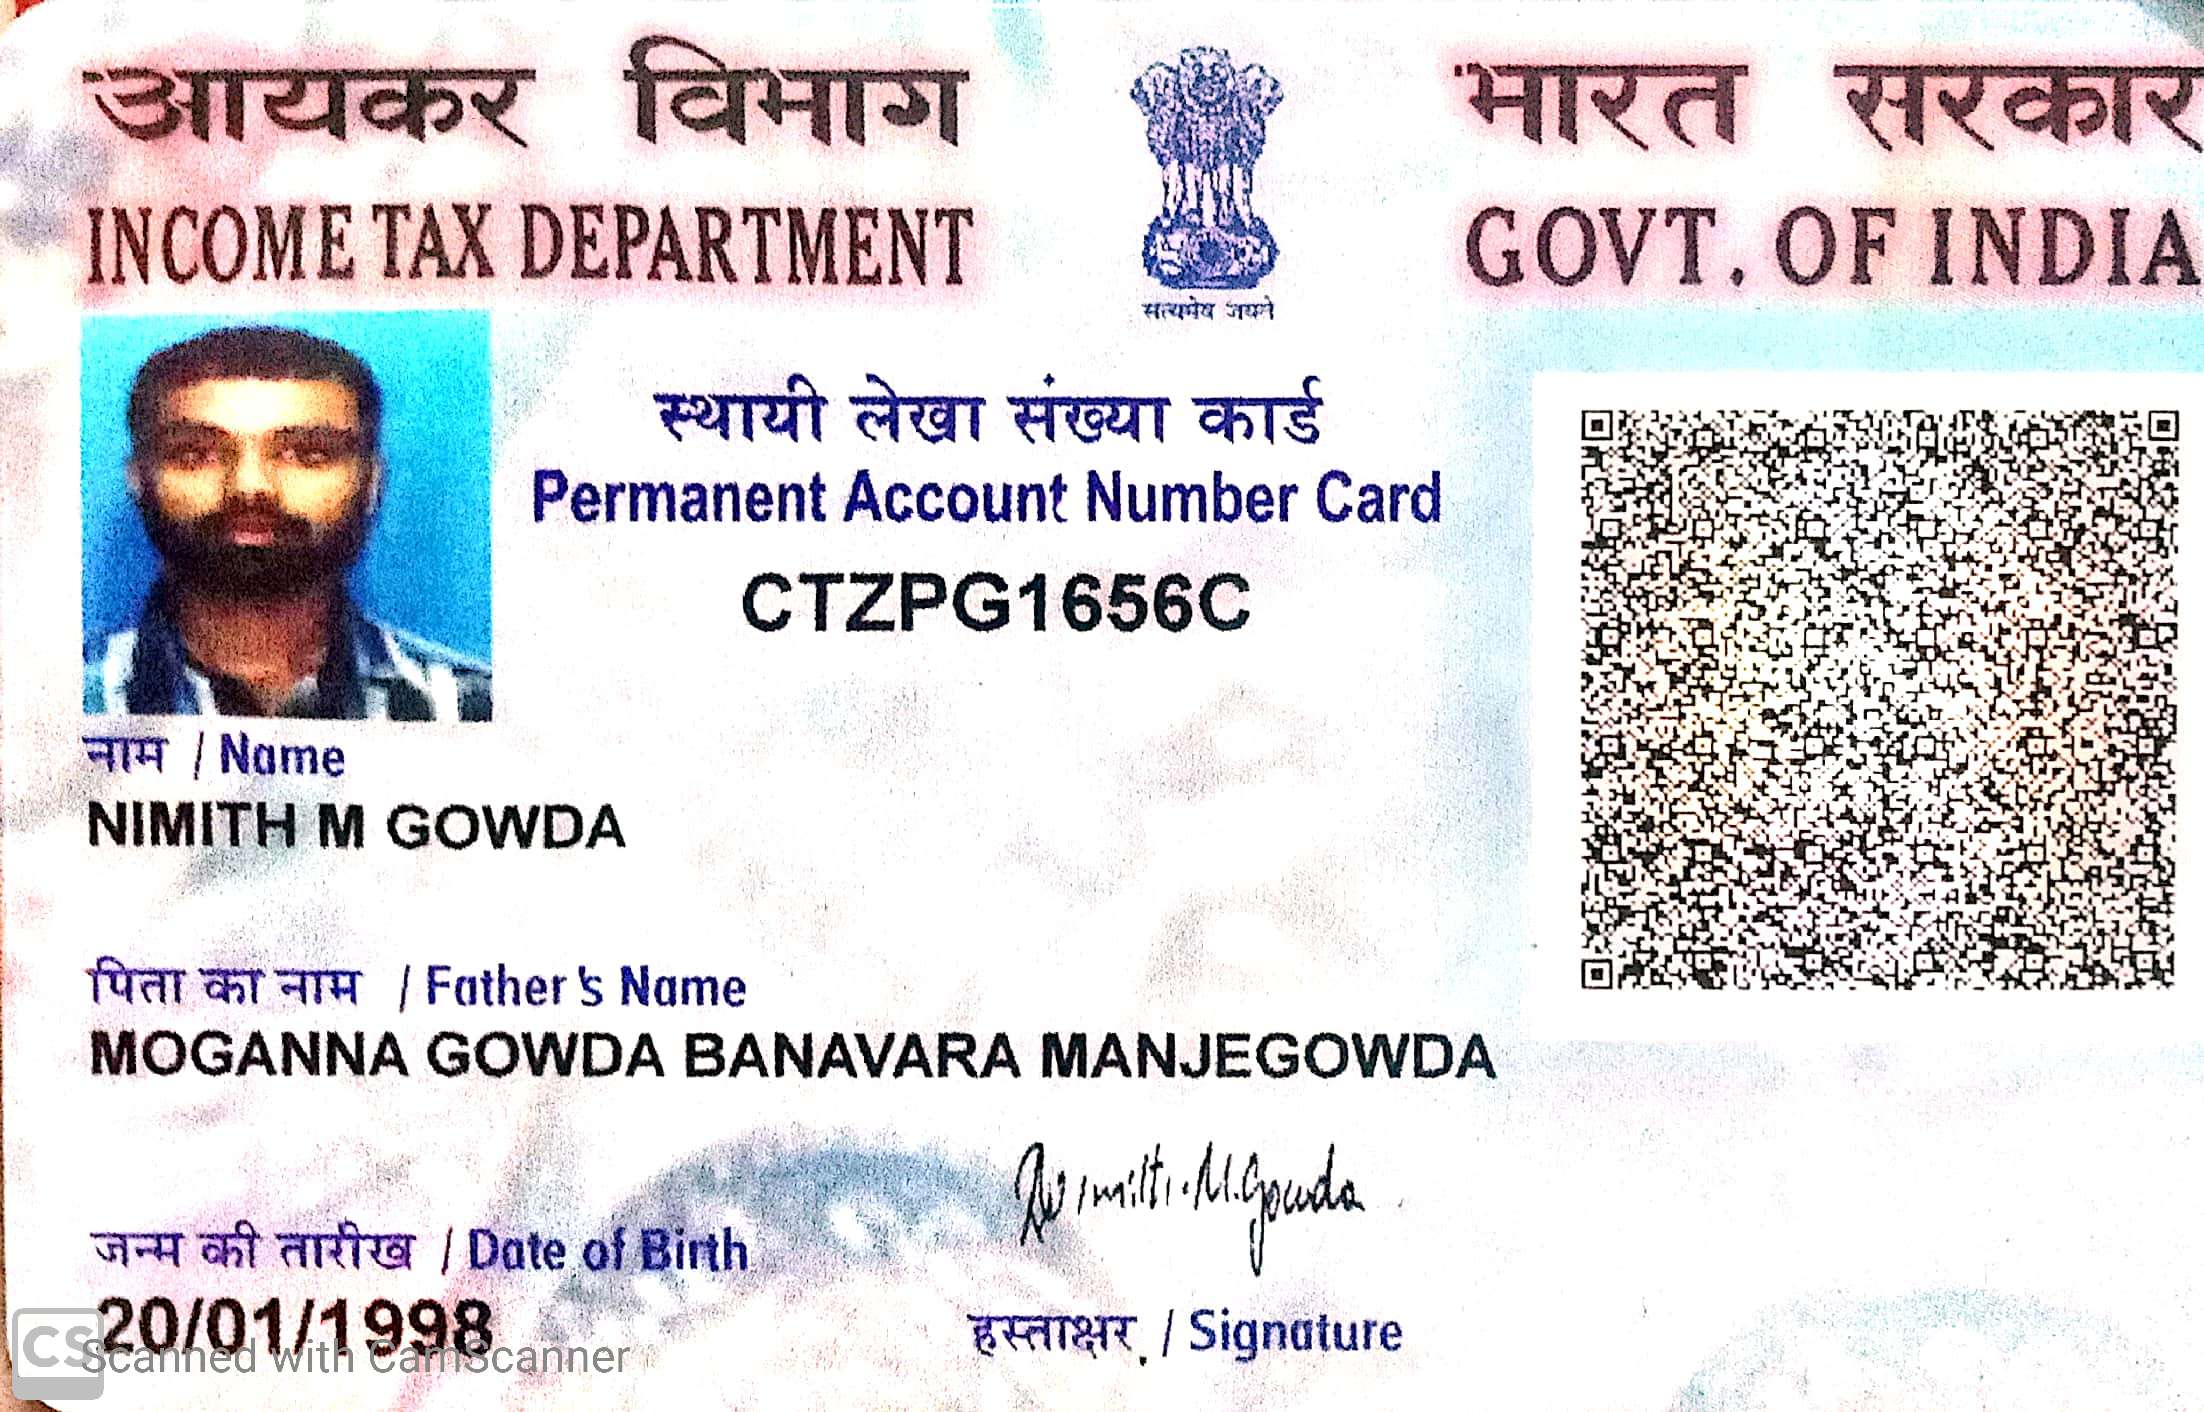 आयकर विभाग
INCOME TAX DEPARTMENT
सत्यमेव जयते
भारत सरकार
GOVT. OF INDIA
स्थायी लेखा संख्या कार्ड
Permanent Account Number Card
CTZPG1656C
नाम / Name
NIMITH M GOWDA
पिता का नाम / Father's Name
MOGANNA GOWDA BANAVARA MANJEGOWDA
जन्म की तारीख / Date of Birth
20/01/1998
Nimith.M.Gowda
हस्ताक्षर / Signature
CS Scanned with CamScanner